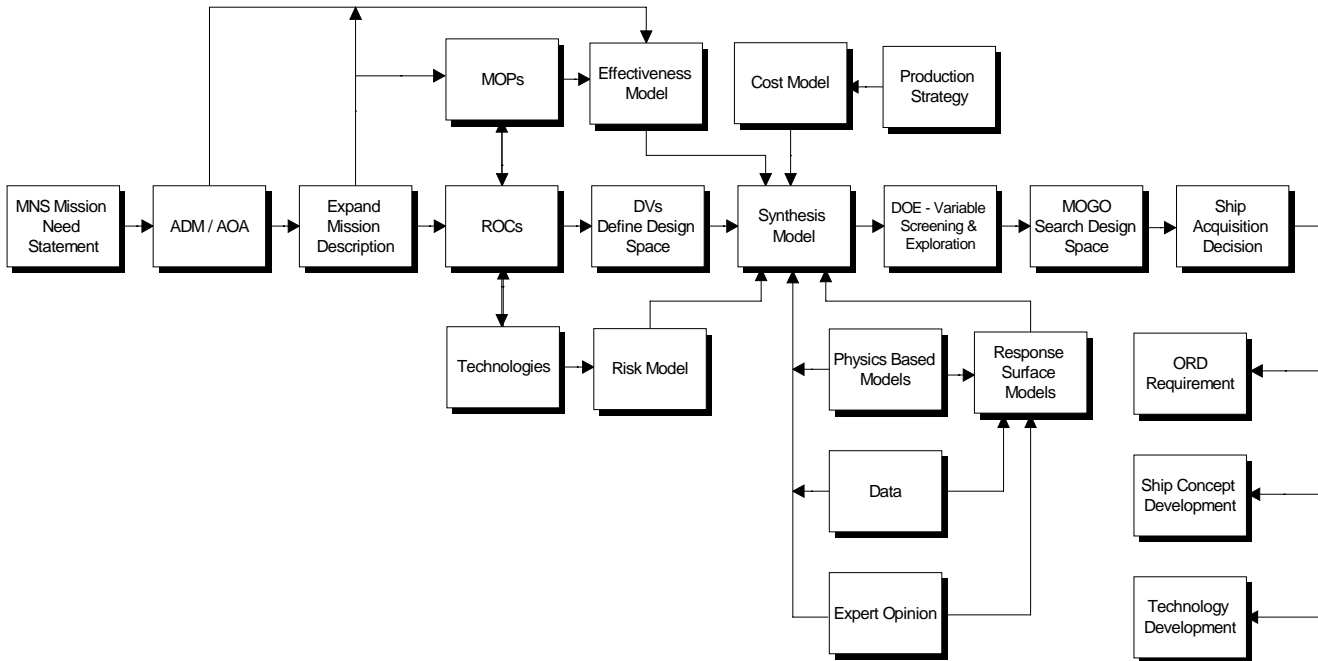 MOPs
Effectiveness
Model
Cost Model
Production
Strategy
MNS Mission
Need
Statement
ADM / AOA
Expand
Mission
Description
ROCs
DVs
Define Design
Space
Synthesis
Model
DOE - Variable
Screening &
Exploration
MOGO
Search Design
Space
Ship
Acquisition
Decision
Technologies
Risk Model
Physics Based
Models
Response
Surface
Models
ORD
Requirement
Data
Ship Concept
Development
Expert Opinion
Technology
Development